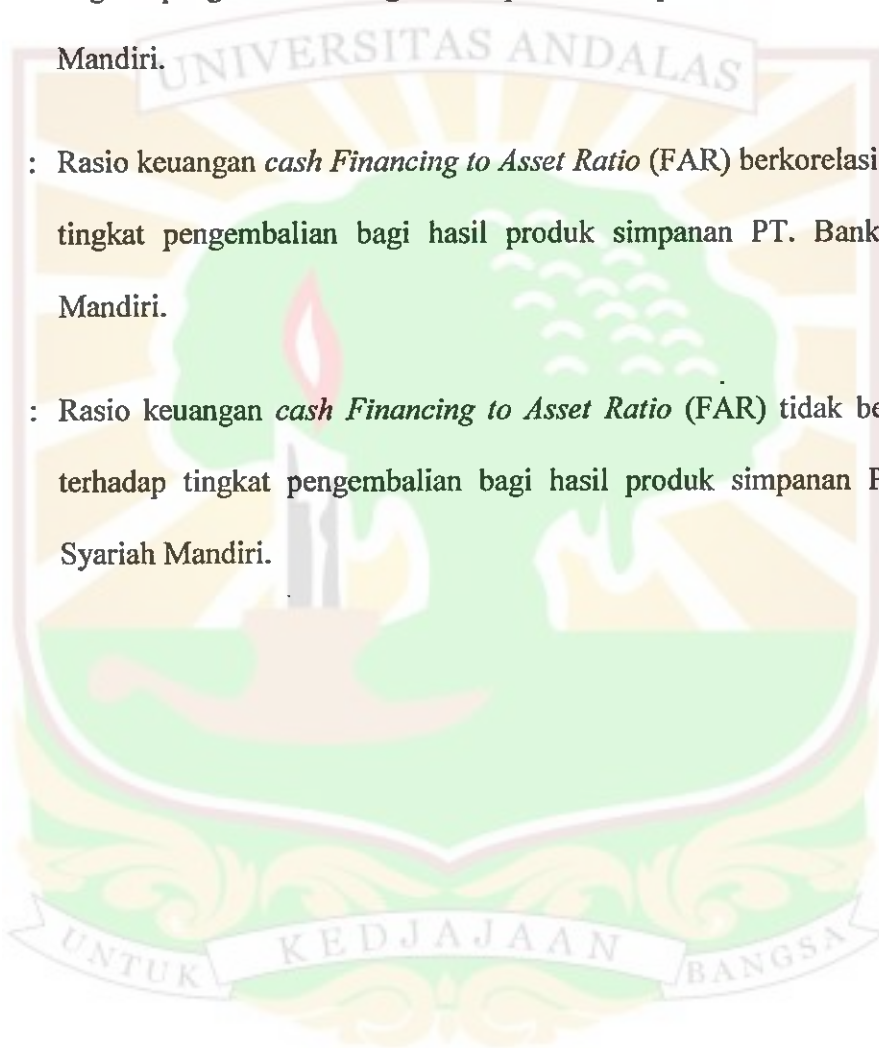 Mandiri.
UNIVERSITAS ANDALAS
: Rasio keuangan cash Financing to Asset Ratio (FAR) berkorelasi
tingkat pengembalian bagi hasil produk simpanan PT. Bank
Mandiri.
: Rasio keuangan cash Financing to Asset Ratio (FAR) tidak be
terhadap tingkat pengembalian bagi hasil produk simpanan
Syariah Mandiri.
UNTUK KEDJAJAAN BANGSA